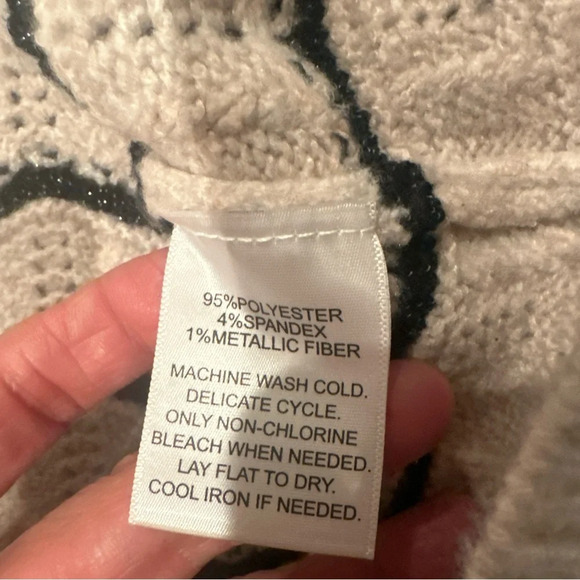 95%POLYESTER
4%SPANDEX
1%METALLIC FIBER
MACHINE WASH COLD.
DELICATE CYCLE.
ONLY NON-CHLORINE
BLEACH WHEN NEEDED.
LAY FLAT TO DRY.
COOL IRON IF NEEDED.